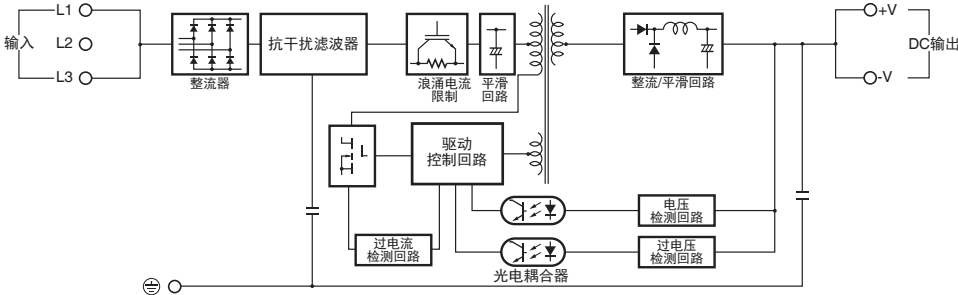 L1
输入
L2
L3
整流器
抗干扰滤波器
浪涌电流
限制
平滑
回路
整流/平滑回路
+V
DC输出
-V
驱动
控制回路
过电流
检测回路
电压
检测回路
过电压
检测回路
光电耦合器